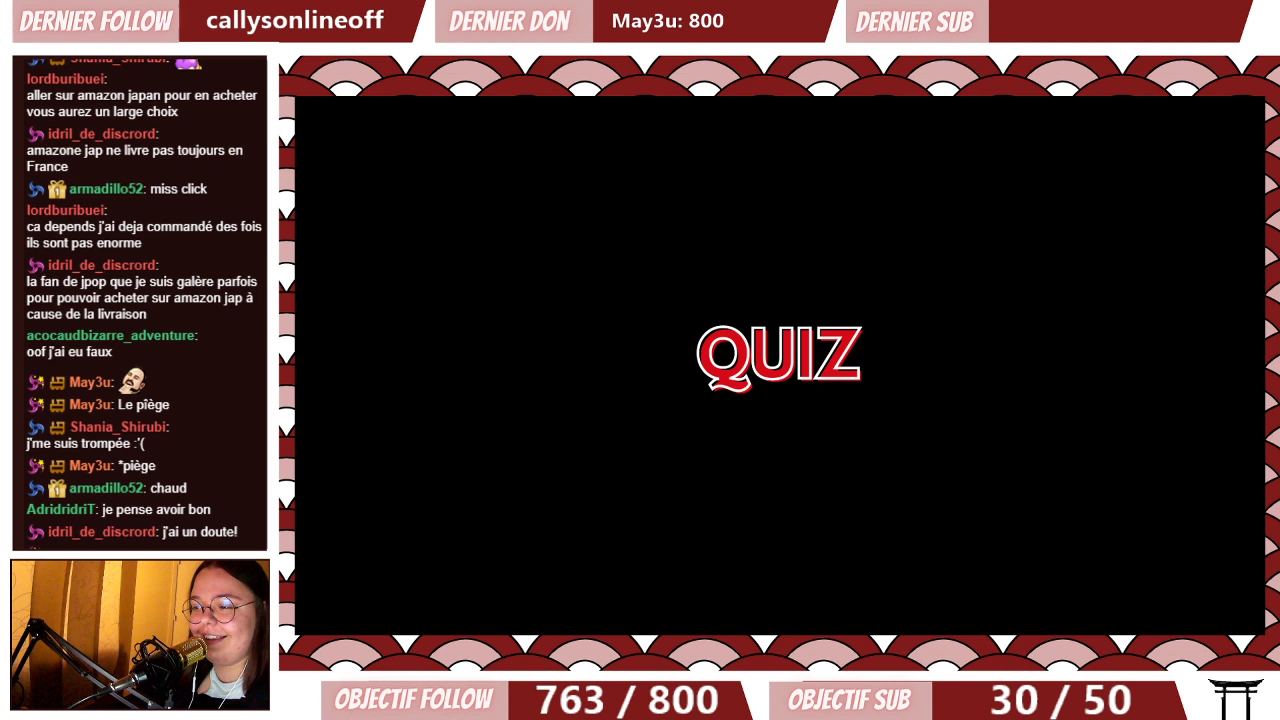 DERNIER FOLLOW
callysonlineoff
DERNIER DON
May3u: 800
DERNIER SUB
Shania_Shirubi:
lordburibuei:
aller sur amazon japan pour en acheter
vous aurez un large choix
idril_de_discrord:
amazone jap ne livre pas toujours en
France
armadillo52: miss click
lordburibuei:
ca depends j'ai deja commandé des fois
ils sont pas enorme
idril_de_discrord:
la fan de jpop que je suis galère parfois
pour pouvoir acheter sur amazon jap à
cause de la livraison
acocaudbizarre_adventure:
oof j'ai eu faux
May3u:
May3u: Le pîège
Shania_Shirubi:
j'me suis trompée :'(
May3u: *piège
armadillo52: chaud
AdridridriT: je pense avoir bon
idril_de_discrord: j'ai un doute!
QUIZ
OBJECTIF FOLLOW
763 / 800
OBJECTIF SUB
30 / 50